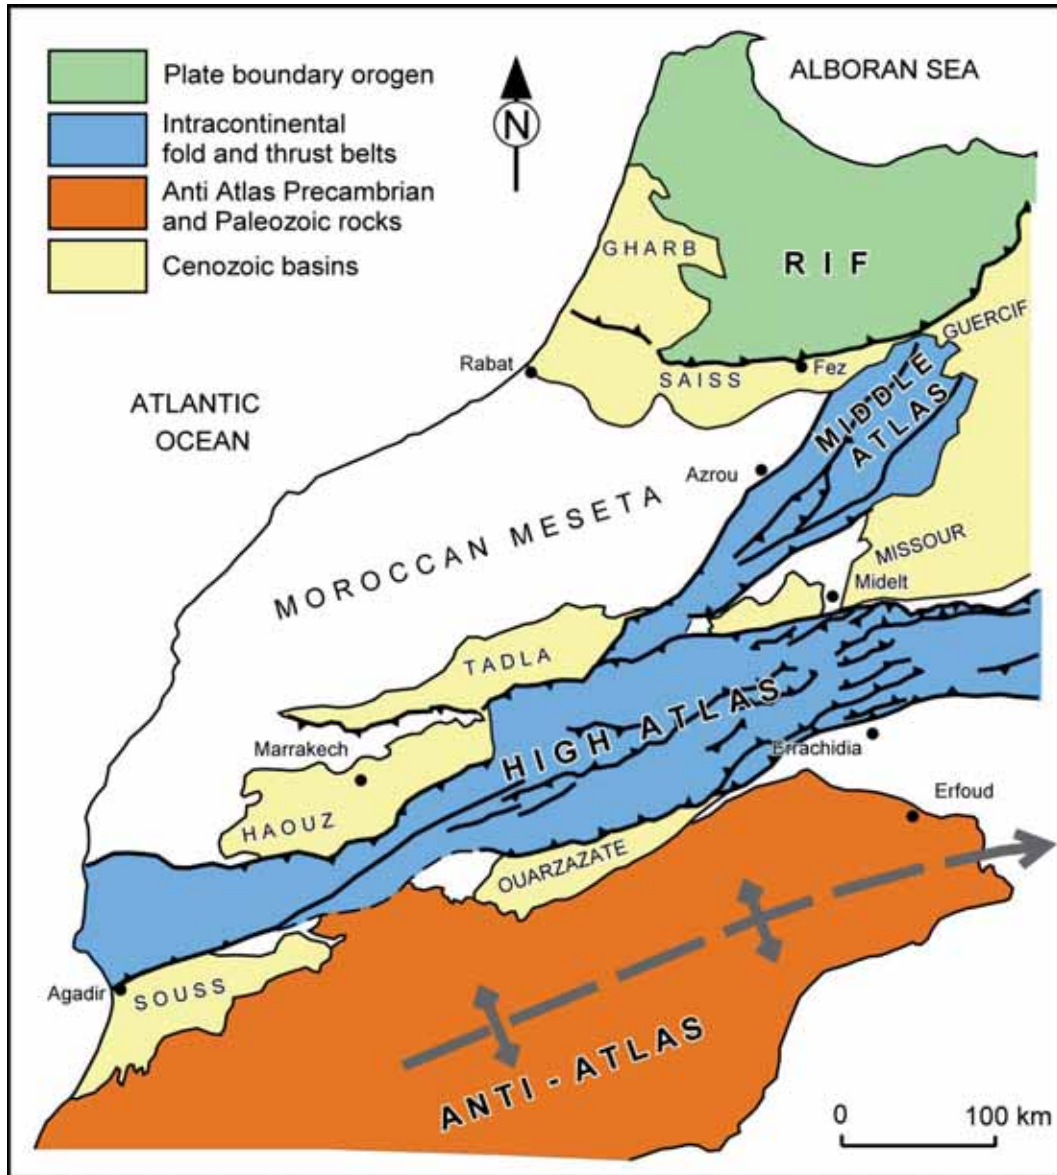 Plate boundary orogen
Intracontinental
fold and thrust belts
Anti Atlas Precambrian
and Paleozoic rocks
Cenozoic basins
N
ALBORAN SEA
GHARB
RIF
GUERCIF
Rabat
SAISS
Fez
ATLANTIC
OCEAN
MIDDLE
ATLAS
Azrou
MOROCCAN MESETA
MISSOUR
Midelt
TADLA
HIGH ATLAS
Marrakech
Errachidia
HAOUZ
Erfoud
OUARZAZATE
Agadir
SOUSS
ANTI-ATLAS
0 100 km